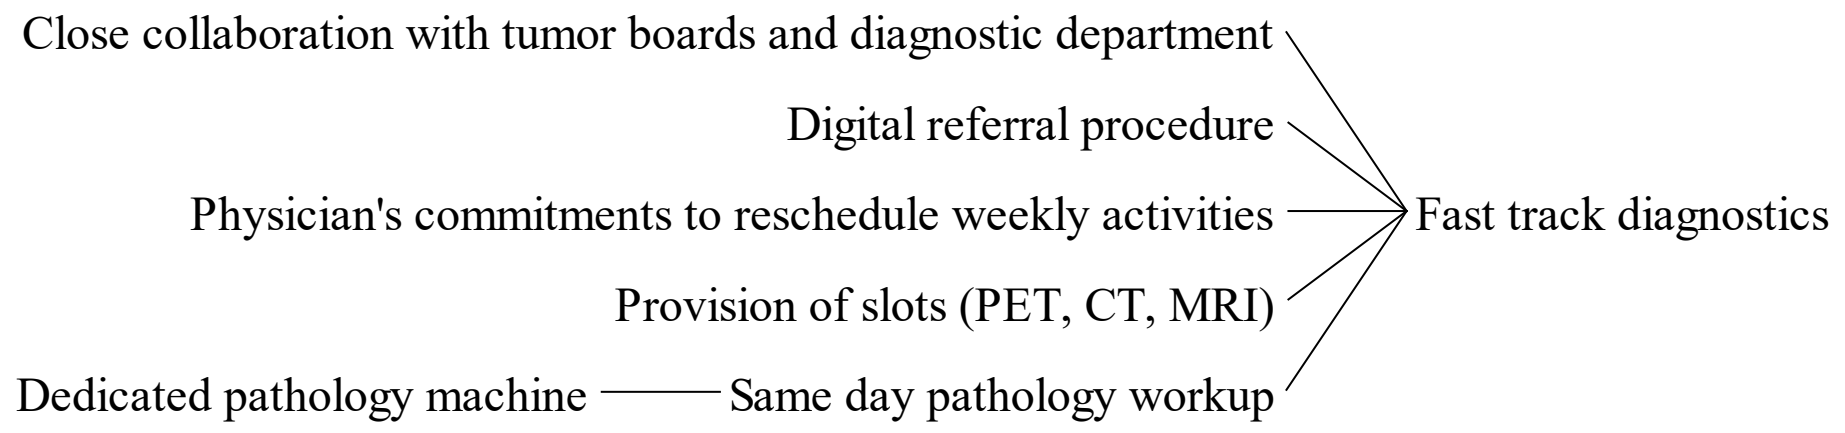 Close collaboration with tumor boards and diagnostic department
Digital referral procedure
Physician's commitments to reschedule weekly activities
Fast track diagnostics
Provision of slots (PET, CT, MRI)
Dedicated pathology machine
Same day pathology workup